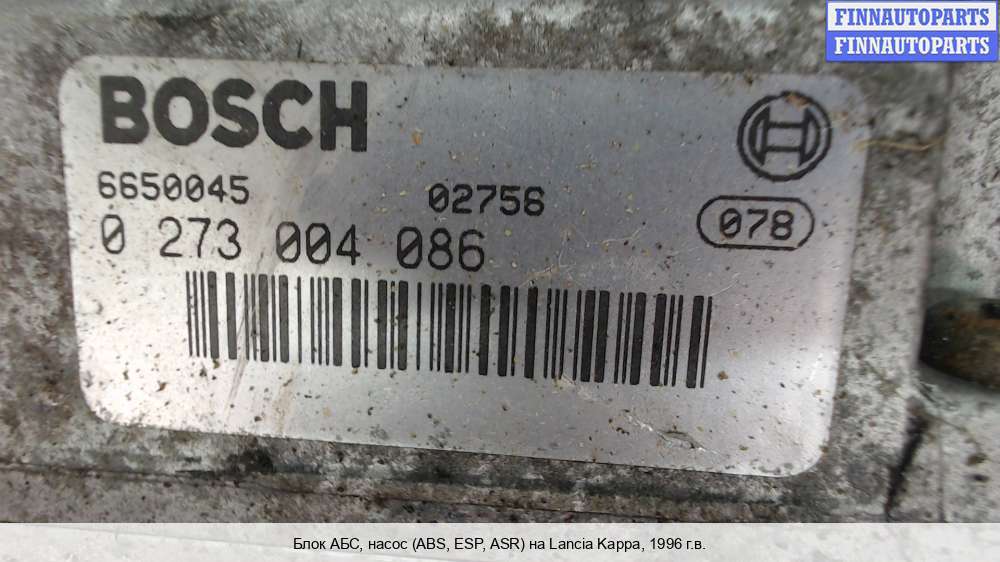 FINNAUTOPARTS
FINNAUTOPARTS
BOSCH
6650045 02756
078
0 273 004 086
Блок АБС, насос (ABS, ESP, ASR) на Lancia Kappa, 1996 г.в.